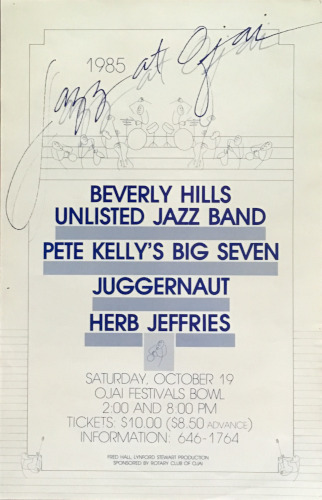 1985
Jazz at Ojai
BEVERLY HILLS
UNLISTED JAZZ BAND
PETE KELLY'S BIG SEVEN
JUGGERNAUT
HERB JEFFRIES
SATURDAY, OCTOBER 19
OJAI FESTIVALS BOWL
2:00 AND 8:00 PM
TICKETS: $10.00 ($8.50 ADVANCE)
INFORMATION: 646-1764
FRED HALL, LYNFORD STEWART PRODUCTION
SPONSORED BY ROTARY CLUB OF OJAI